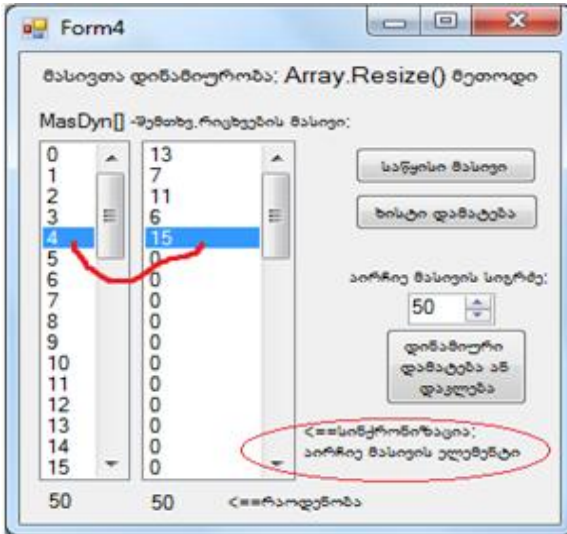 Form4
მასივთა დინამიურობა: Array.Resize() მეთოდი
MasDyn[] -შემთხვ.რიცხვების მასივი:
0
1
2
3
4
5
6
7
8
9
10
11
12
13
14
15
13
7
11
6
15
0
0
0
0
0
0
0
0
0
0
0
საწყისი მასივი
ხისტი დამატება
აირჩიე მასივის სიგრძე:
50
დინამიური
დამატება ან
დაკლება
<==სინქრონიზაცია:
აირჩიე მასივის ელემენტი
50
50
<==რაოდენობა